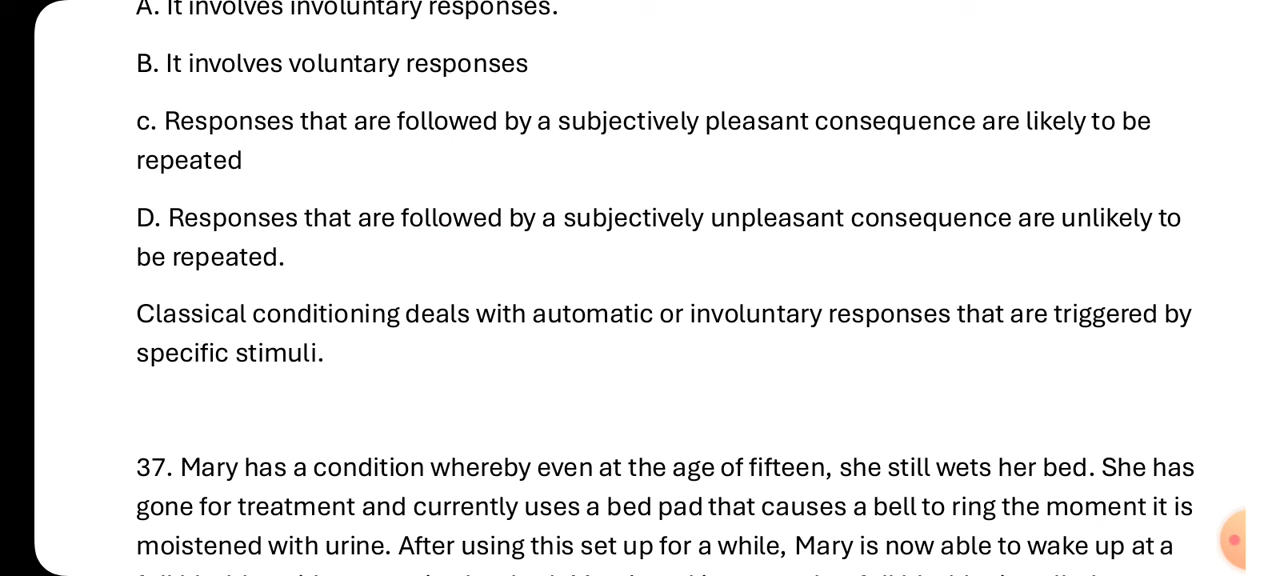 A. It involves involuntary responses.
B. It involves voluntary responses
c. Responses that are followed by a subjectively pleasant consequence are likely to be
repeated
D. Responses that are followed by a subjectively unpleasant consequence are unlikely to
be repeated.
Classical conditioning deals with automatic or involuntary responses that are triggered by
specific stimuli.
37. Mary has a condition whereby even at the age of fifteen, she still wets her bed. She has
gone for treatment and currently uses a bed pad that causes a bell to ring the moment it is
moistened with urine. After using this set up for a while, Mary is now able to wake up at a